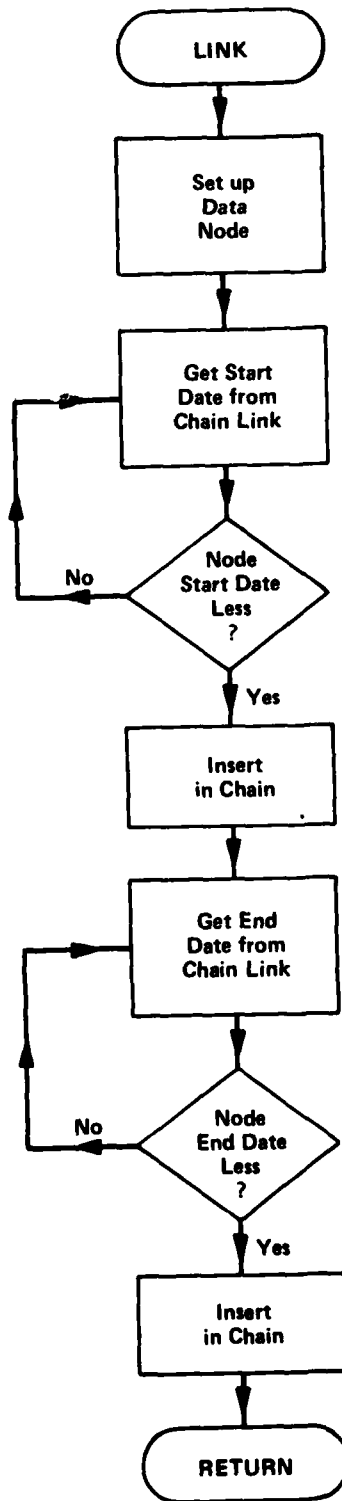 LINK
Set up
Data
Node
Get Start
Date from
Chain Link
No
Node
Start Date
Less
?
Yes
Insert
in Chain
Get End
Date from
Chain Link
No
Node
End Date
Less
?
Yes
Insert
in Chain
RETURN